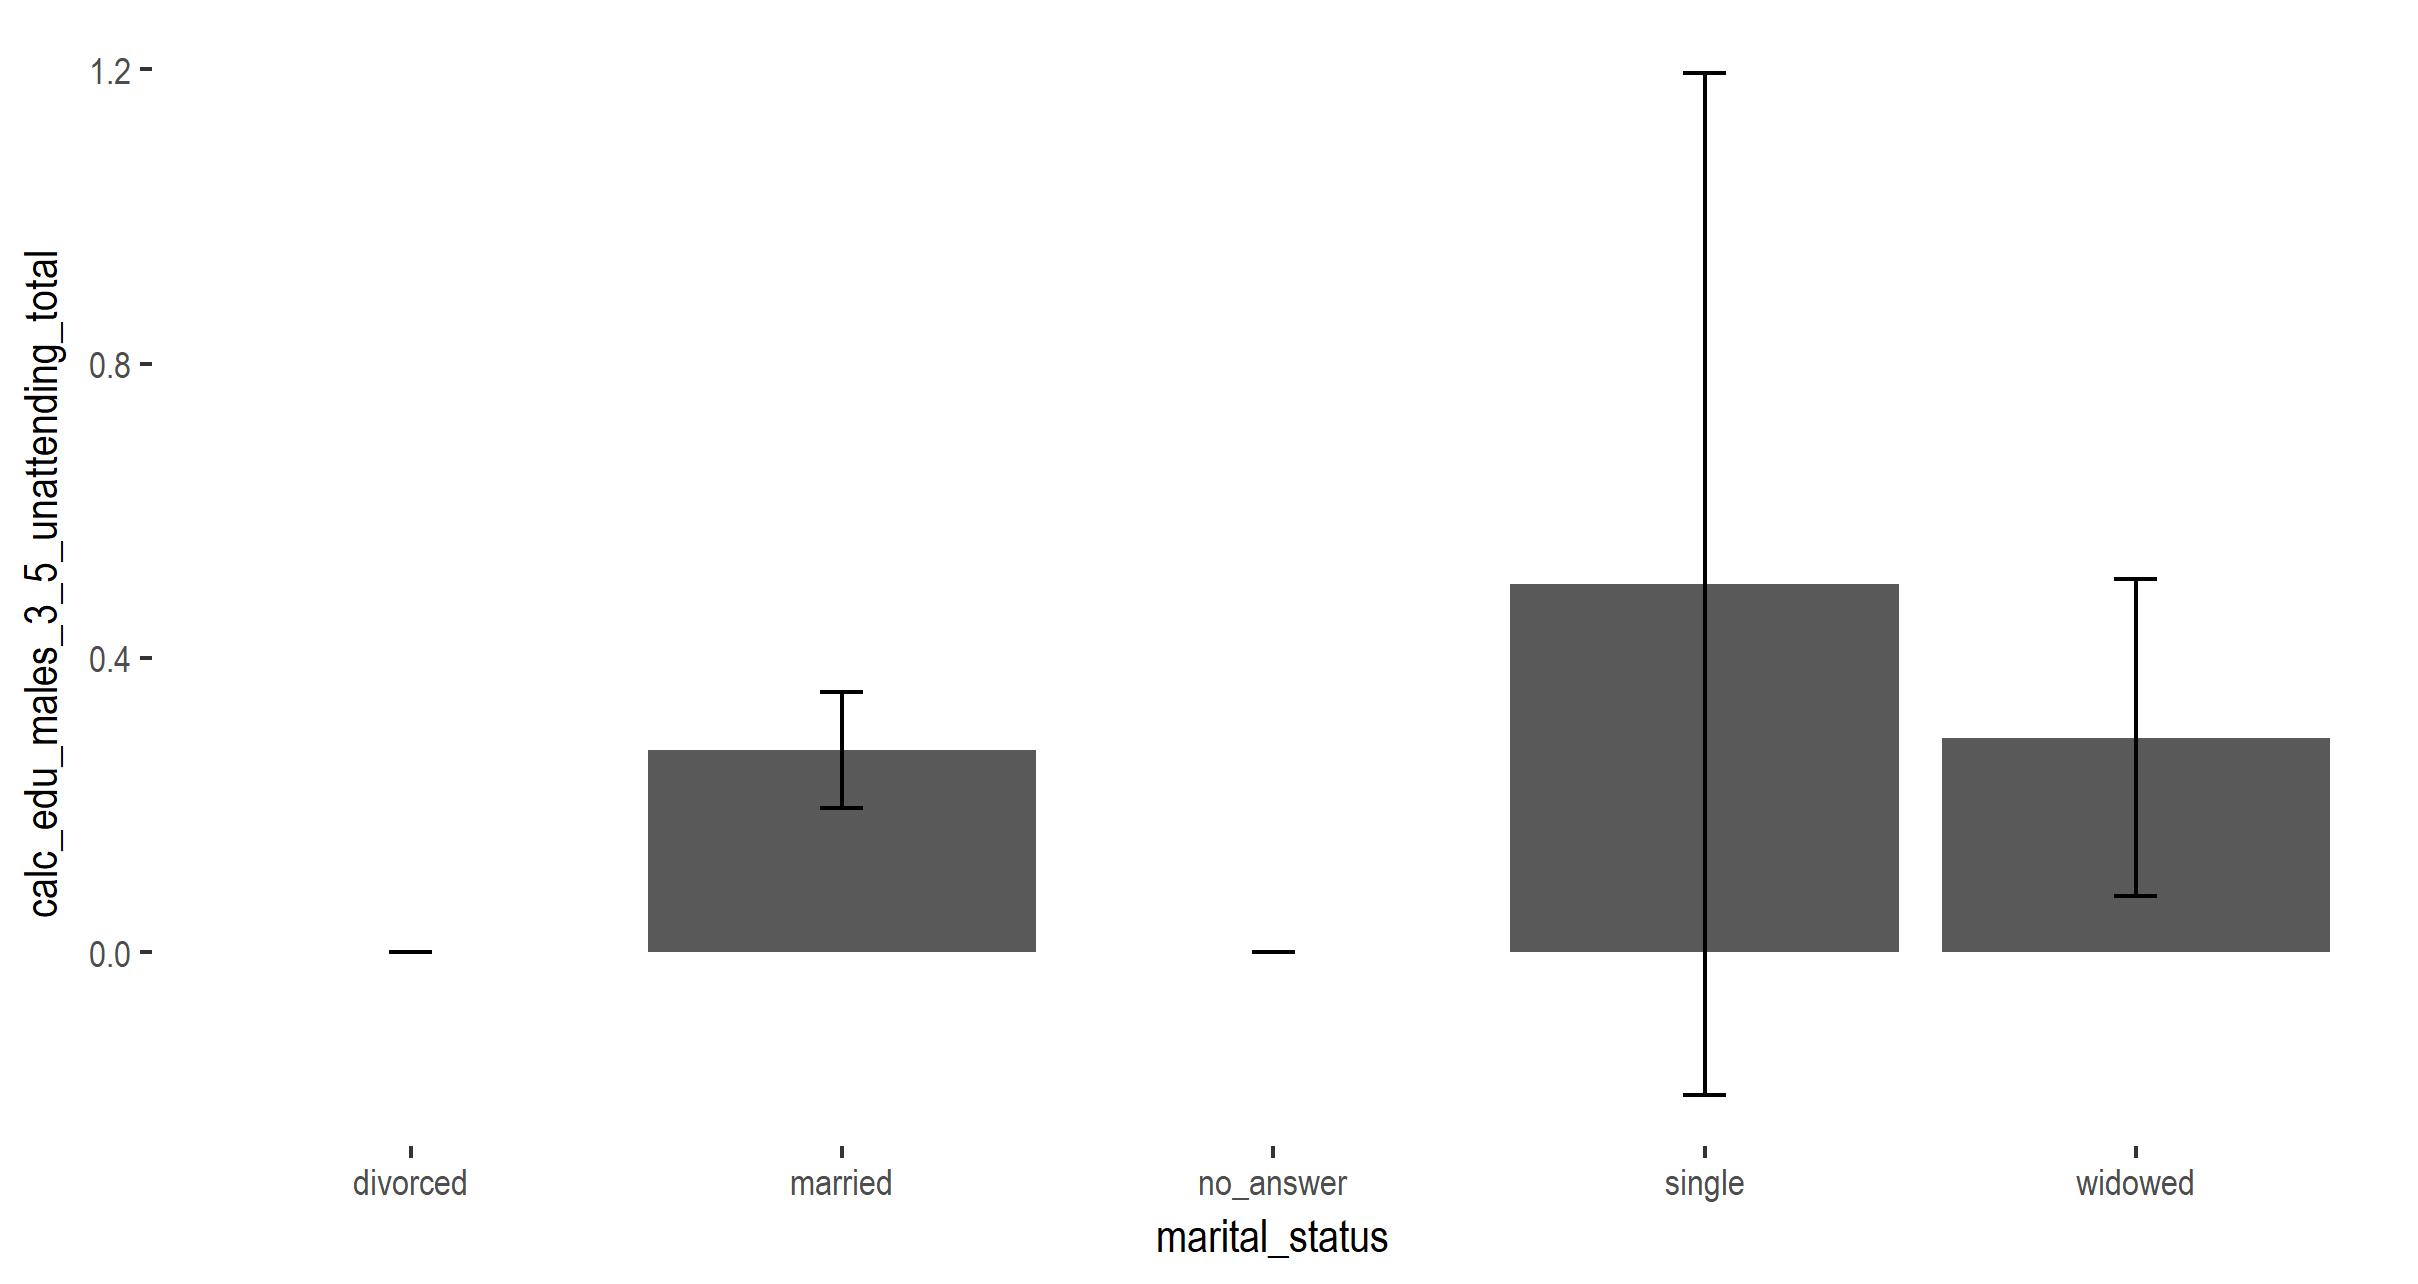 calc_edu_males_3_5_unattending_total
1.2
0.8
0.4
0.0
divorced married no_answer single widowed
marital_status